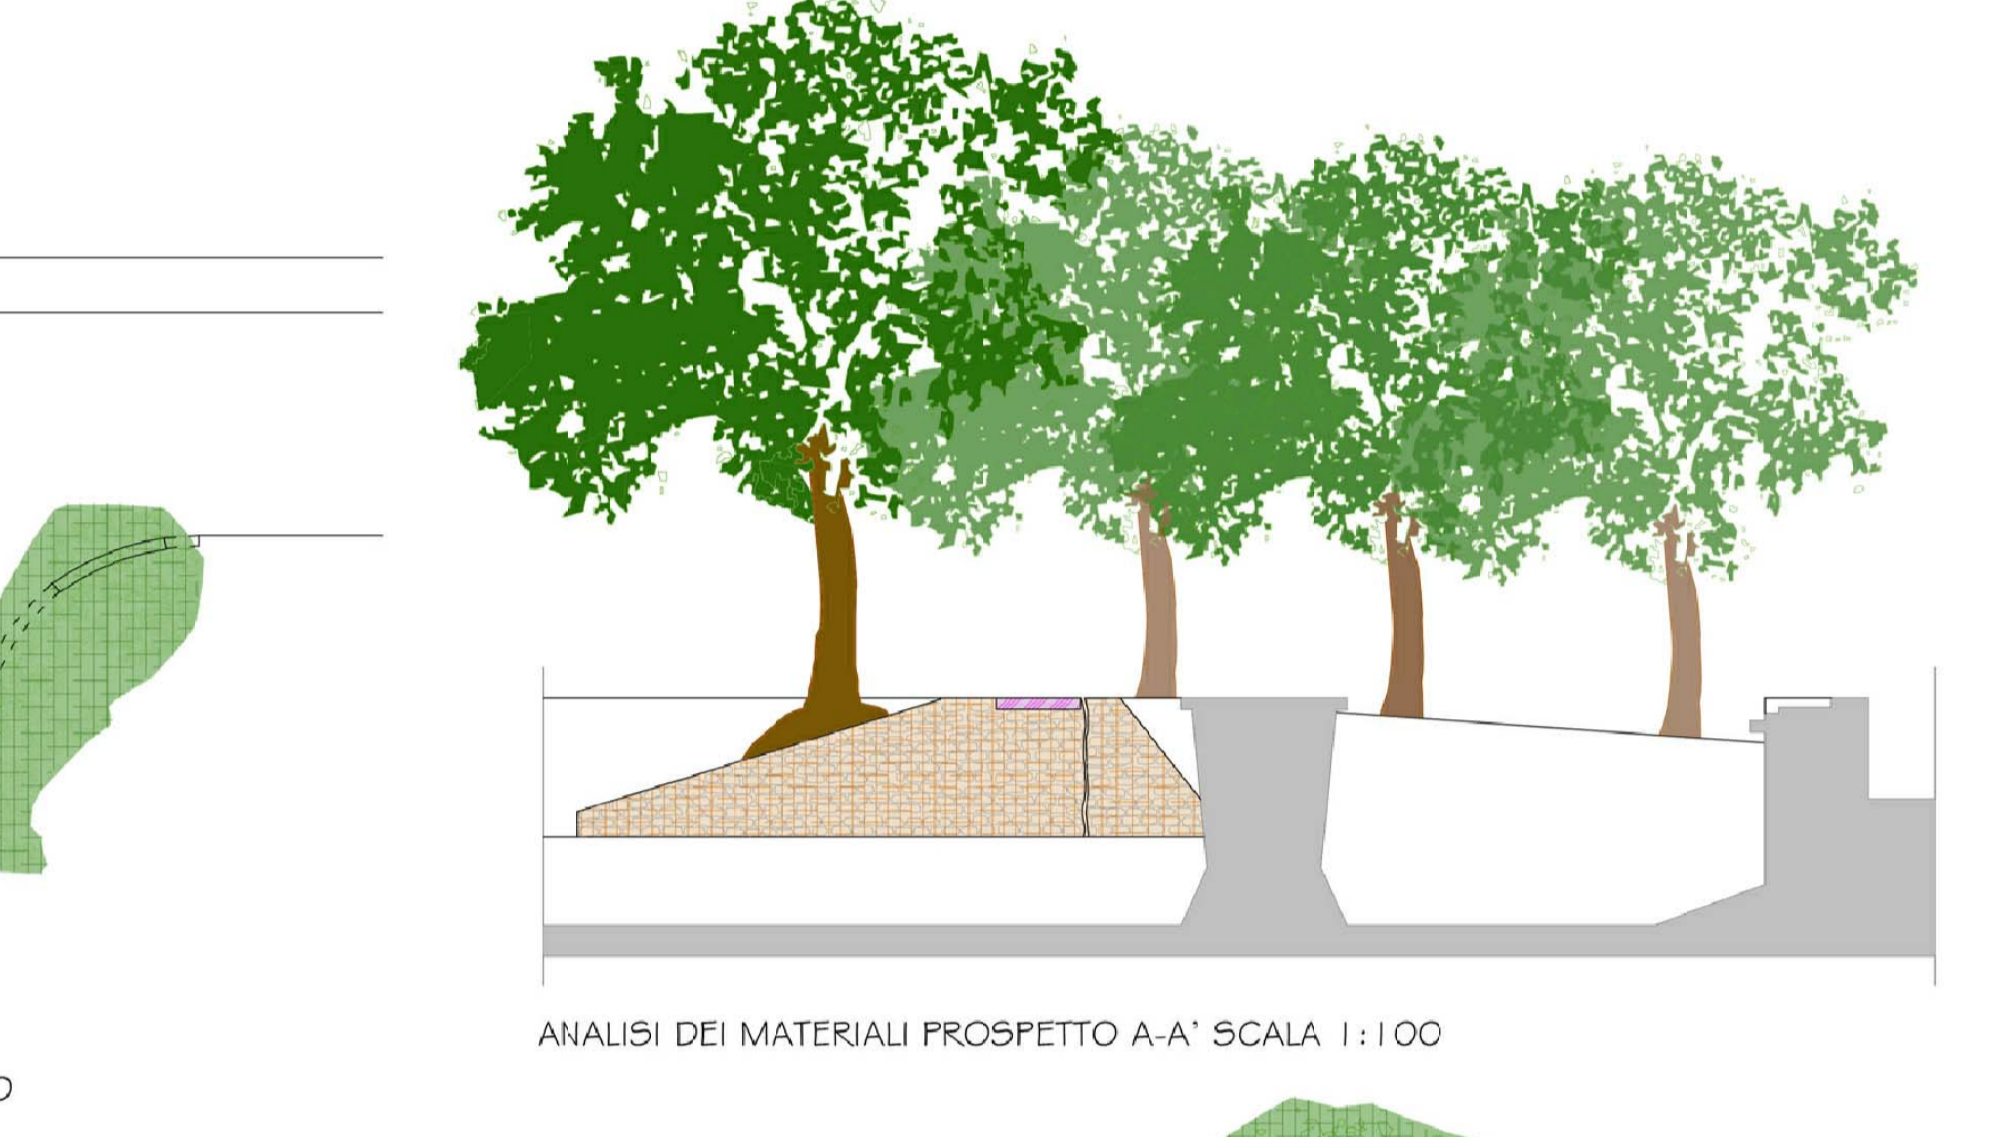 ANALISI DEI MATERIALI PROSPETTO A-A' SCALA 1:100